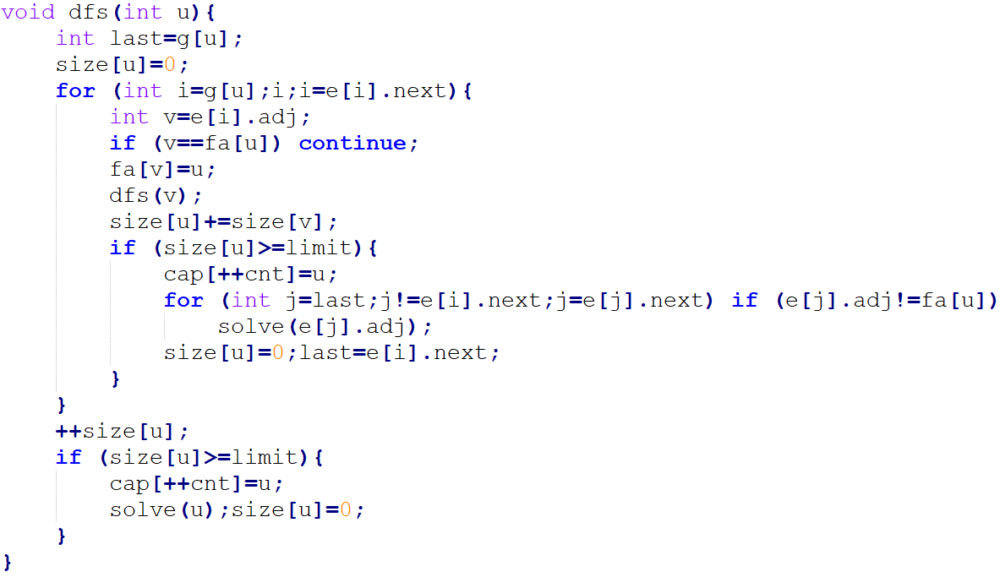 void dfs(int u){
    int last=g[u];
    size[u]=0;
    for (int i=g[u];i;i=e[i].next){
        int v=e[i].adj;
        if (v==fa[u]) continue;
        fa[v]=u;
        dfs(v);
        size[u]+=size[v];
        if (size[u]>=limit){
            cap[++cnt]=u;
            for (int j=last;j!=e[i].next;j=e[j].next) if (e[j].adj!=fa[u])
                solve(e[j].adj);
            size[u]=0;last=e[i].next;
        }
    }
    ++size[u];
    if (size[u]>=limit){
        cap[++cnt]=u;
        solve(u);size[u]=0;
    }
}